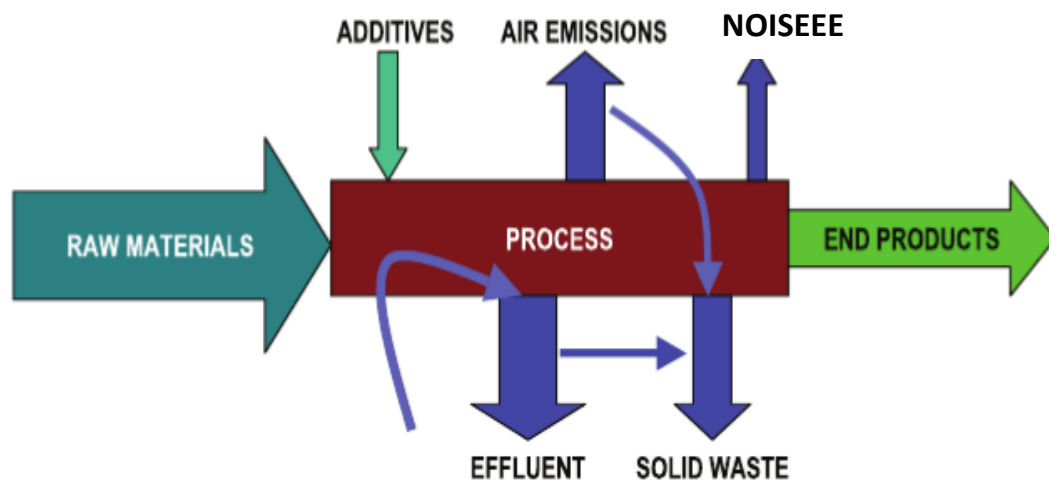 ADDITIVES
AIR EMISSIONS
NOISEEE
RAW MATERIALS
PROCESS
END PRODUCTS
EFFLUENT
SOLID WASTE